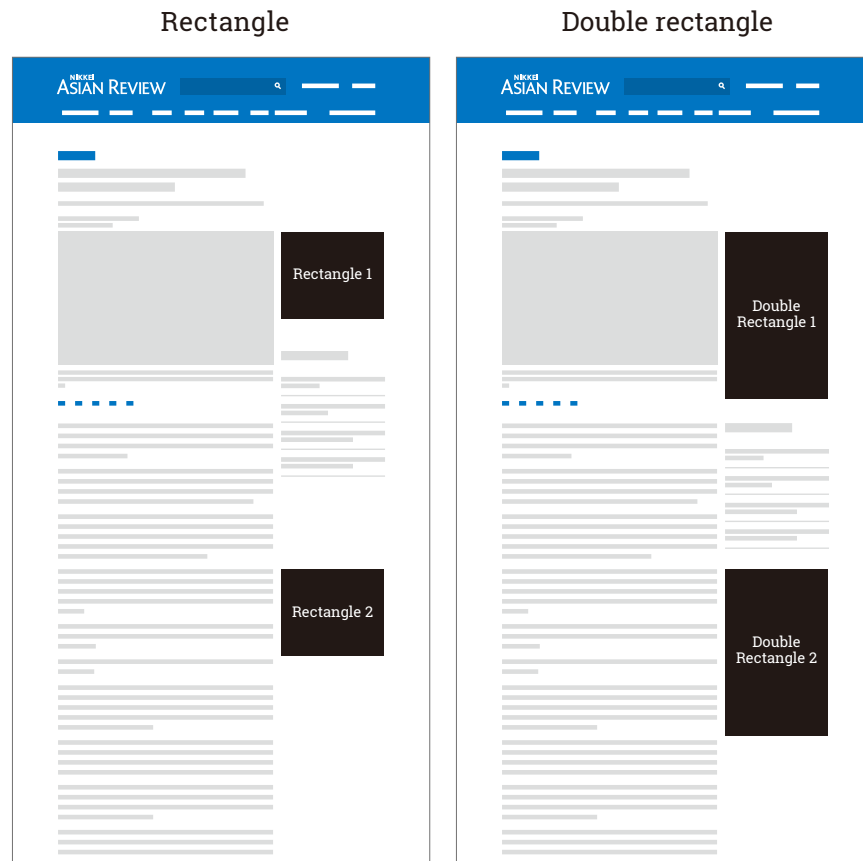 Rectangle
NIKKEI
ASIAN REVIEW
Rectangle 1
Rectangle 2
Double rectangle
NIKKEI
ASIAN REVIEW
Double
Rectangle 1
Double
Rectangle 2